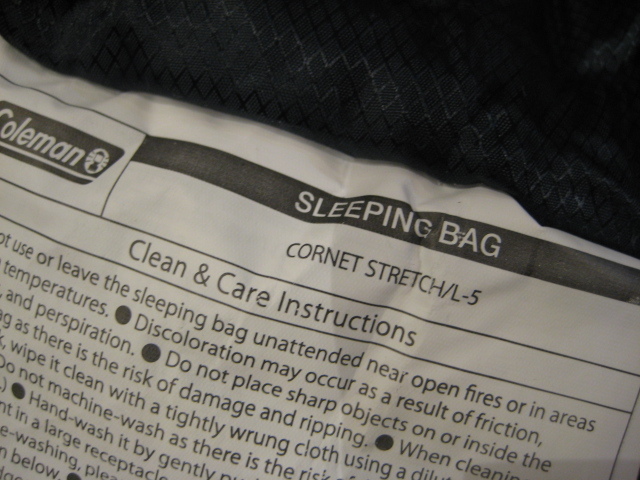 Coleman
SLEEPING BAG
CORNET STRETCH/L-5
Clean & Care Instructions
not use or leave the sleeping bag unattended near open fires or in areas
temperatures. ● Discoloration may occur as a result of friction,
and perspiration. ● Do not place sharp objects on or inside the
as there is the risk of damage and ripping. ● When cleaning
wipe it clean with a tightly wrung cloth using a
Do not machine-wash as there is the risk of
● Hand-wash it by gently
in a large receptacle
below.